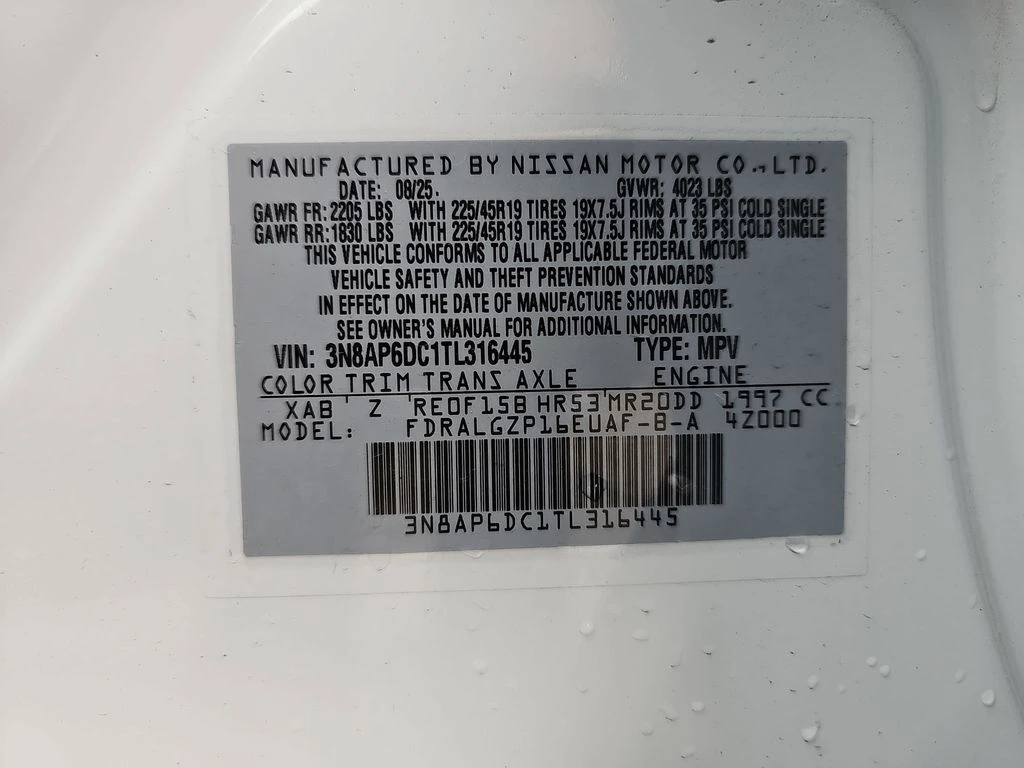 MANUFACTURED BY NISSAN MOTOR CO.,LTD.
DATE: 08/25. GVWR: 4023 LBS
GAWR FR: 2205 LBS WITH 225/45R19 TIRES 19X7.5J RIMS AT 35 PSI COLD SINGLE
GAWR RR: 1830 LBS WITH 225/45R19 TIRES 19X7.5J RIMS AT 35 PSI COLD SINGLE
THIS VEHICLE CONFORMS TO ALL APPLICABLE FEDERAL MOTOR
VEHICLE SAFETY AND THEFT PREVENTION STANDARDS
IN EFFECT ON THE DATE OF MANUFACTURE SHOWN ABOVE.
SEE OWNER'S MANUAL FOR ADDITIONAL INFORMATION.
VIN: 3N8AP6DC1TL316445 TYPE: MPV
COLOR TRIM TRANS AXLE ENGINE
XAB ' Z 'RE0F15B HR53'MR20DD 1997 CC
MODEL: FDRALGZP16EUAF-B-A 4Z000
3N8AP6DC1TL316445